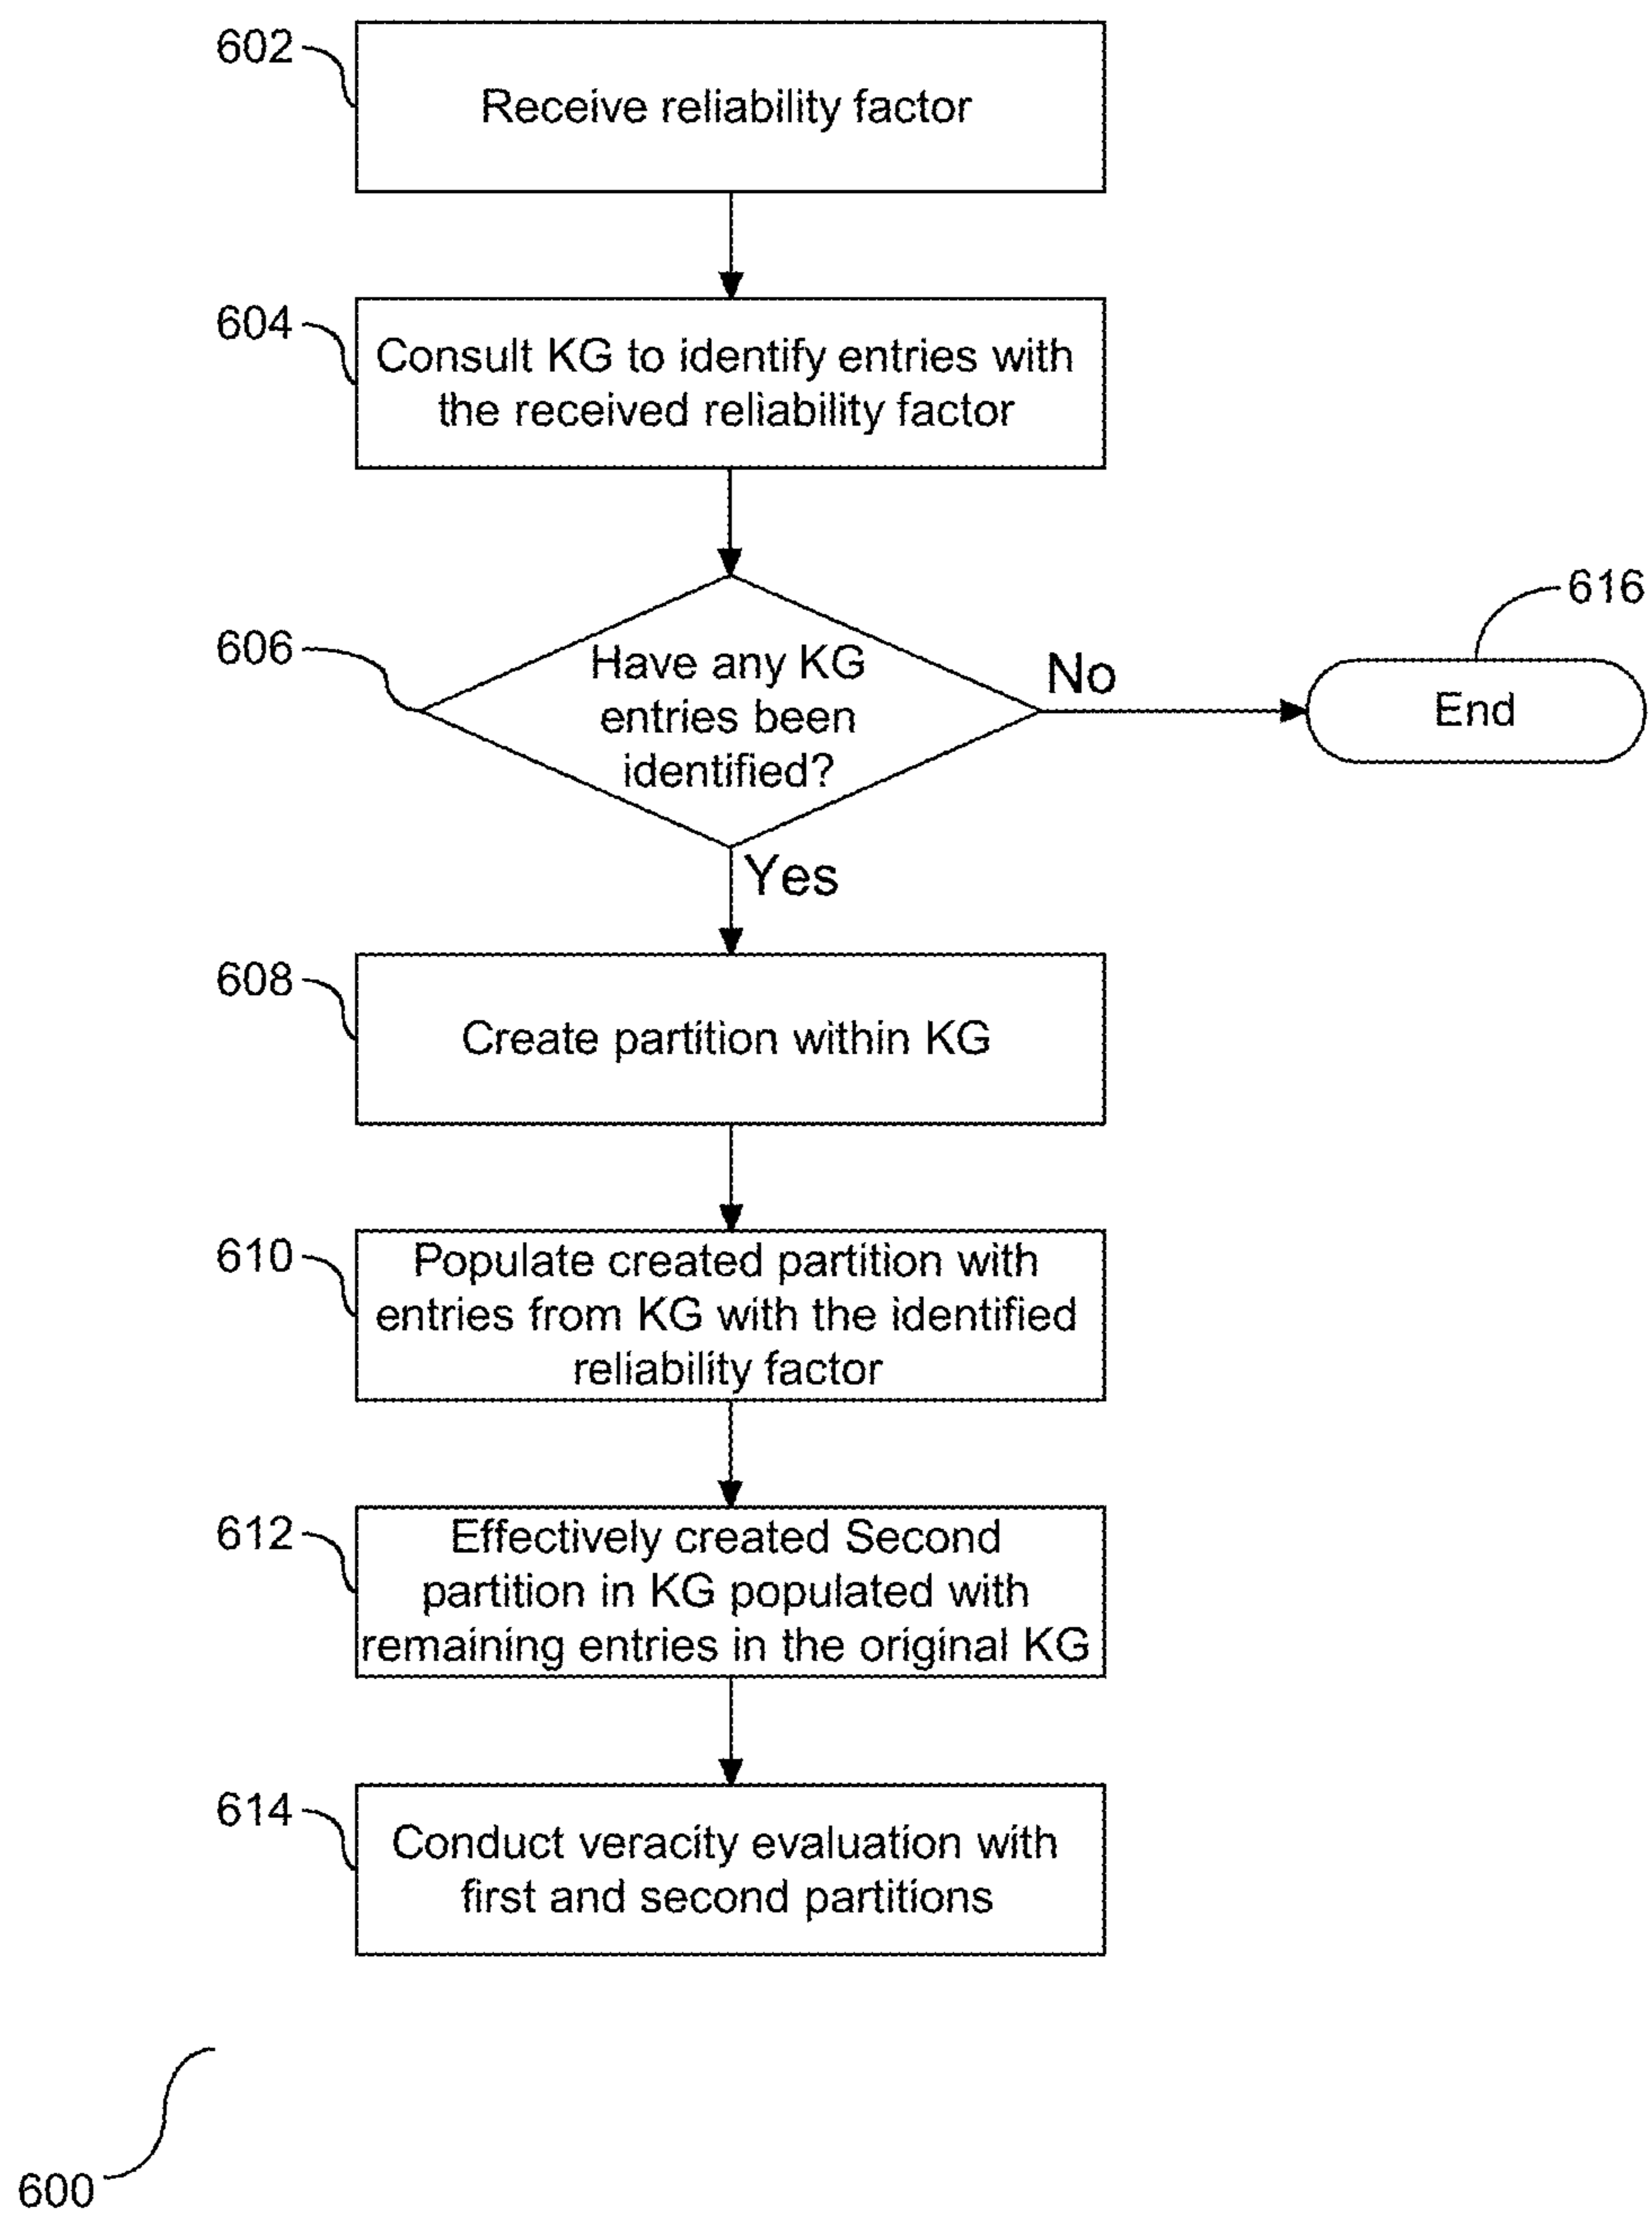 602
Receive reliability factor
604
Consult KG to identify entries with
the received reliability factor
606
Have any KG
entries been
identified?
No
616
End
Yes
608
Create partition within KG
610
Populate created partition with
entries from KG with the identified
reliability factor
612
Effectively created Second
partition in KG populated with
remaining entries in the original KG
614
Conduct veracity evaluation with
first and second partitions
600